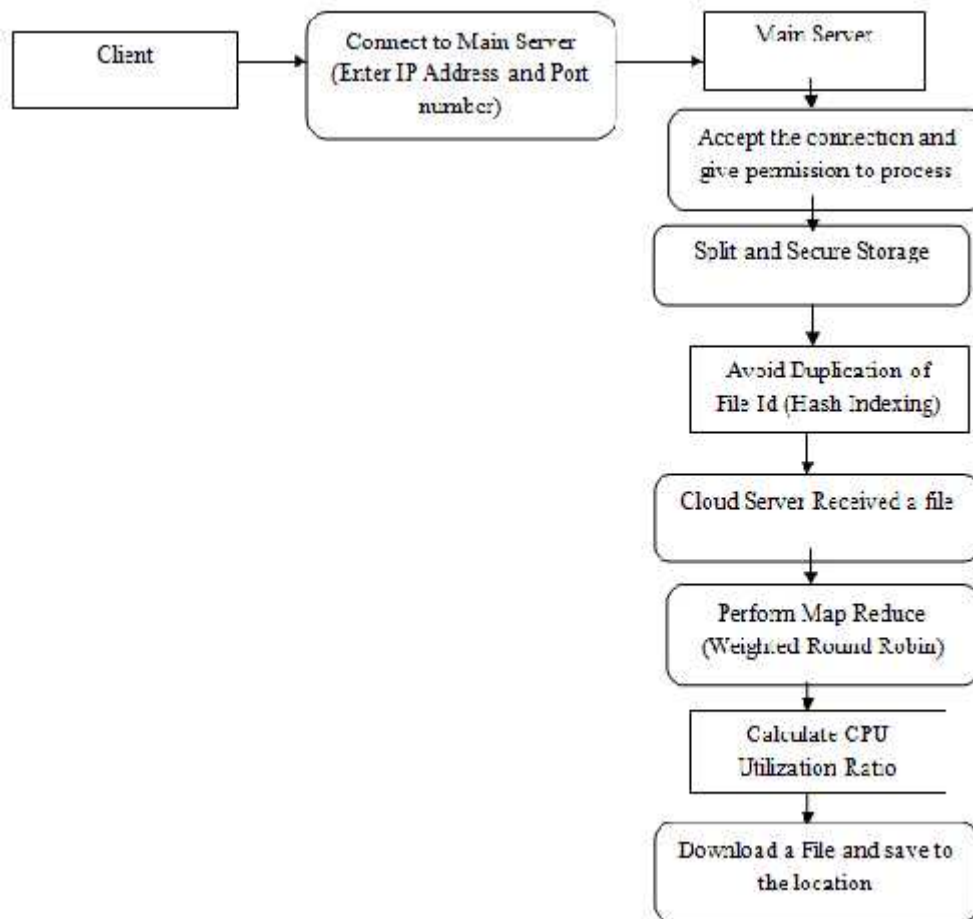 Client
Connect to Main Server
(Enter IP Address and Port
number)
Main Server
Accept the connection and
give permission to process
Split and Secure Storage
Avoid Duplication of
File Id (Hash Indexing)
Cloud Server Received a file
Perform Map Reduce
(Weighted Round Robin)
Calculate CPU
Utilization Ratio
Download a File and save to
the location